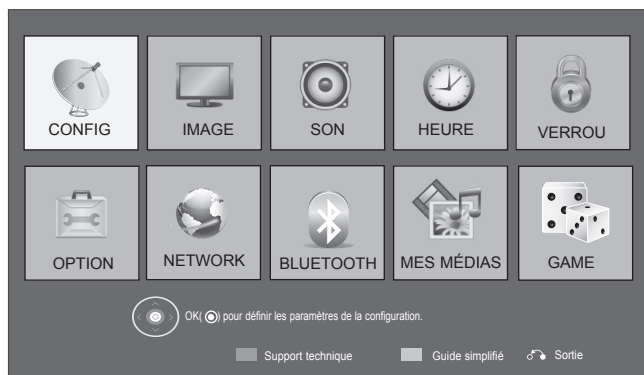 CONFIG IMAGE SON HEURE VERROU
OPTION NETWORK BLUETOOTH MES MÉDIAS GAME
OK(◉) pour définir les paramètres de la configuration.
Support technique Guide simplifié Sortie